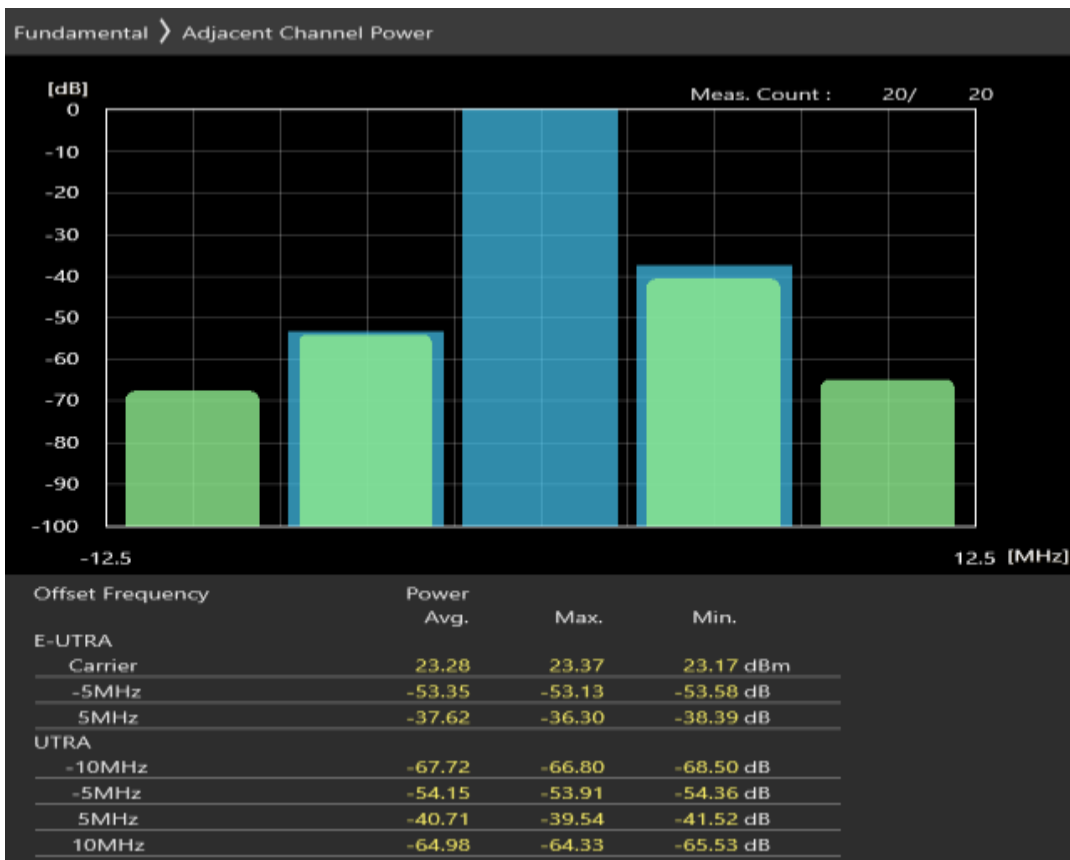 Fundamental ❯ Adjacent Channel Power
[dB]
Meas. Count : 20/ 20
0
-10
-20
-30
-40
-50
-60
-70
-80
-90
-100
-12.5 12.5 [MHz]
Offset Frequency Power
Avg. Max. Min.
E-UTRA
Carrier 23.28 23.37 23.17 dBm
-5MHz -53.35 -53.13 -53.58 dB
5MHz -37.62 -36.30 -38.39 dB
UTRA
-10MHz -67.72 -66.80 -68.50 dB
-5MHz -54.15 -53.91 -54.36 dB
5MHz -40.71 -39.54 -41.52 dB
10MHz -64.98 -64.33 -65.53 dB